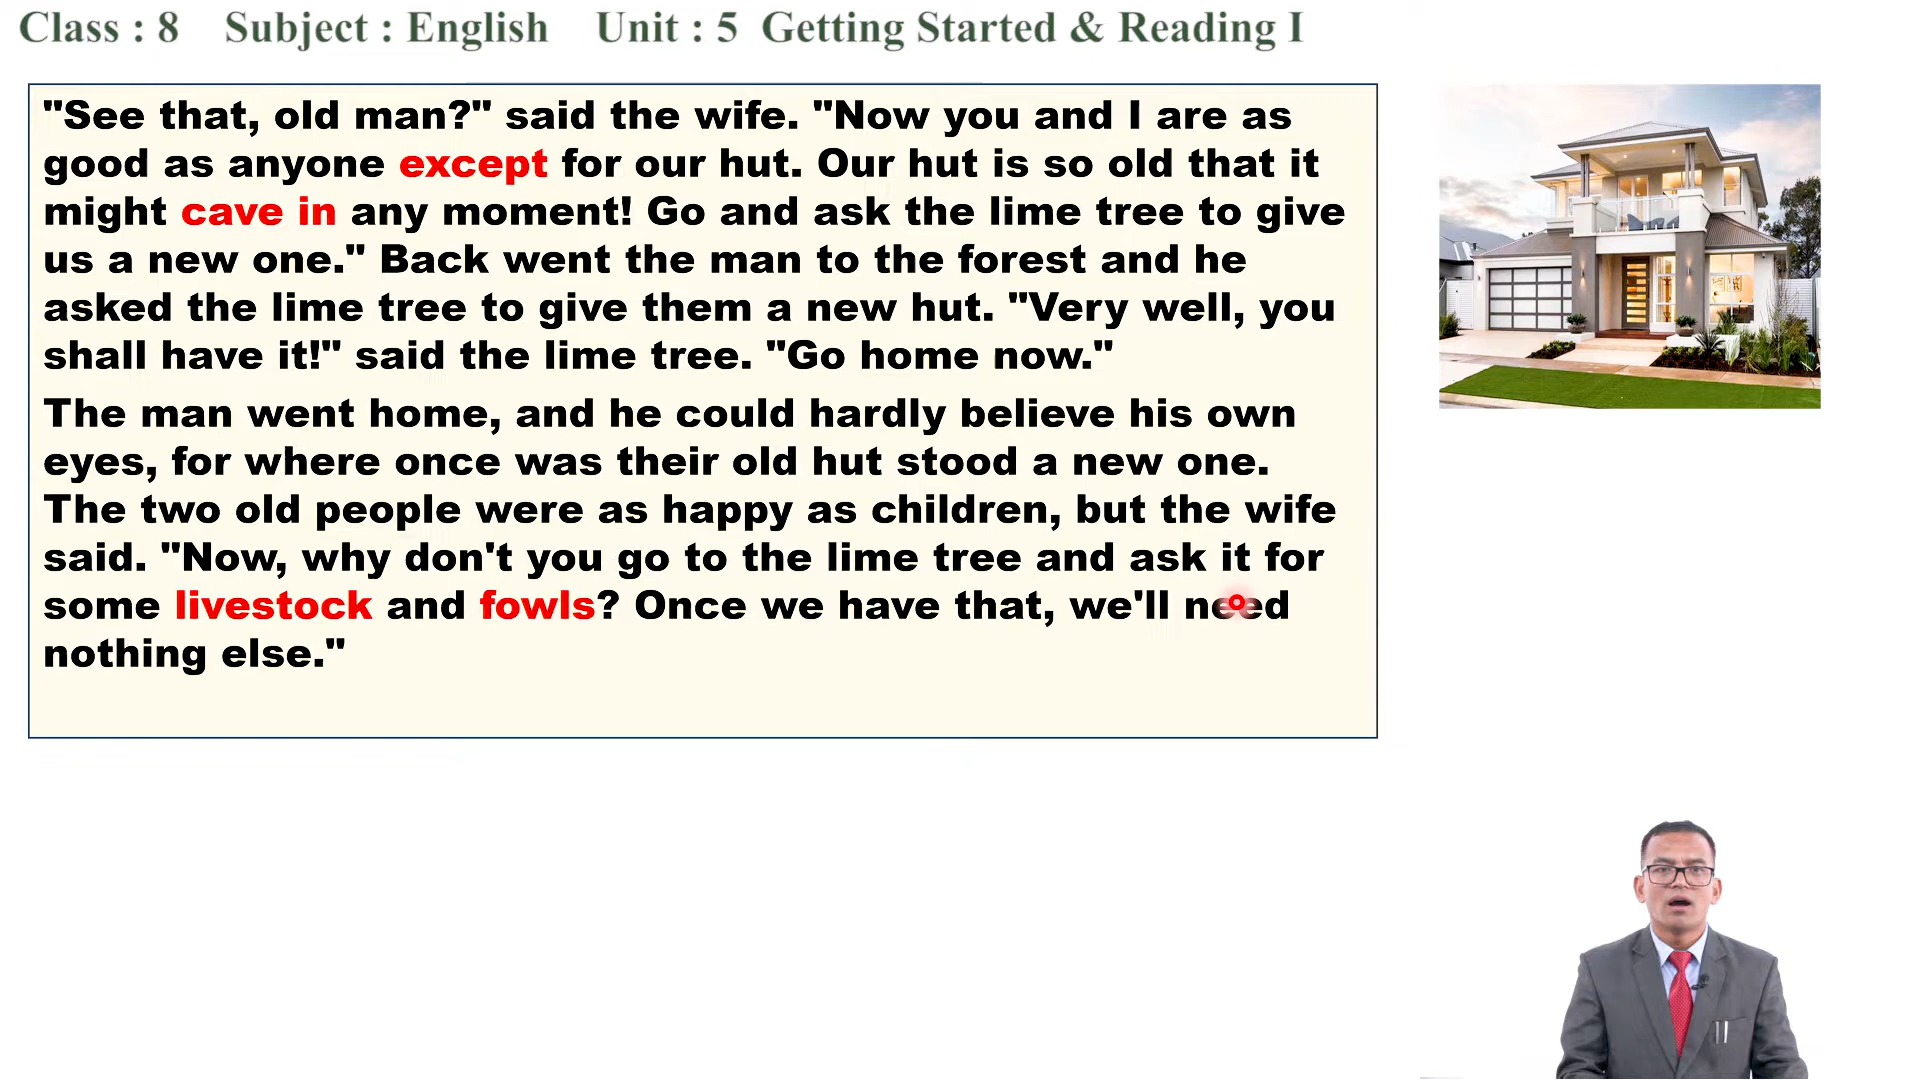 Class : 8 Subject : English Unit : 5 Getting Started & Reading I
"See that, old man?" said the wife. "Now you and I are as
good as anyone except for our hut. Our hut is so old that it
might cave in any moment! Go and ask the lime tree to give
us a new one." Back went the man to the forest and he
asked the lime tree to give them a new hut. "Very well, you
shall have it!" said the lime tree. "Go home now."
The man went home, and he could hardly believe his own
eyes, for where once was their old hut stood a new one.
The two old people were as happy as children, but the wife
said. "Now, why don't you go to the lime tree and ask it for
some livestock and fowls? Once we have that, we'll need
nothing else."